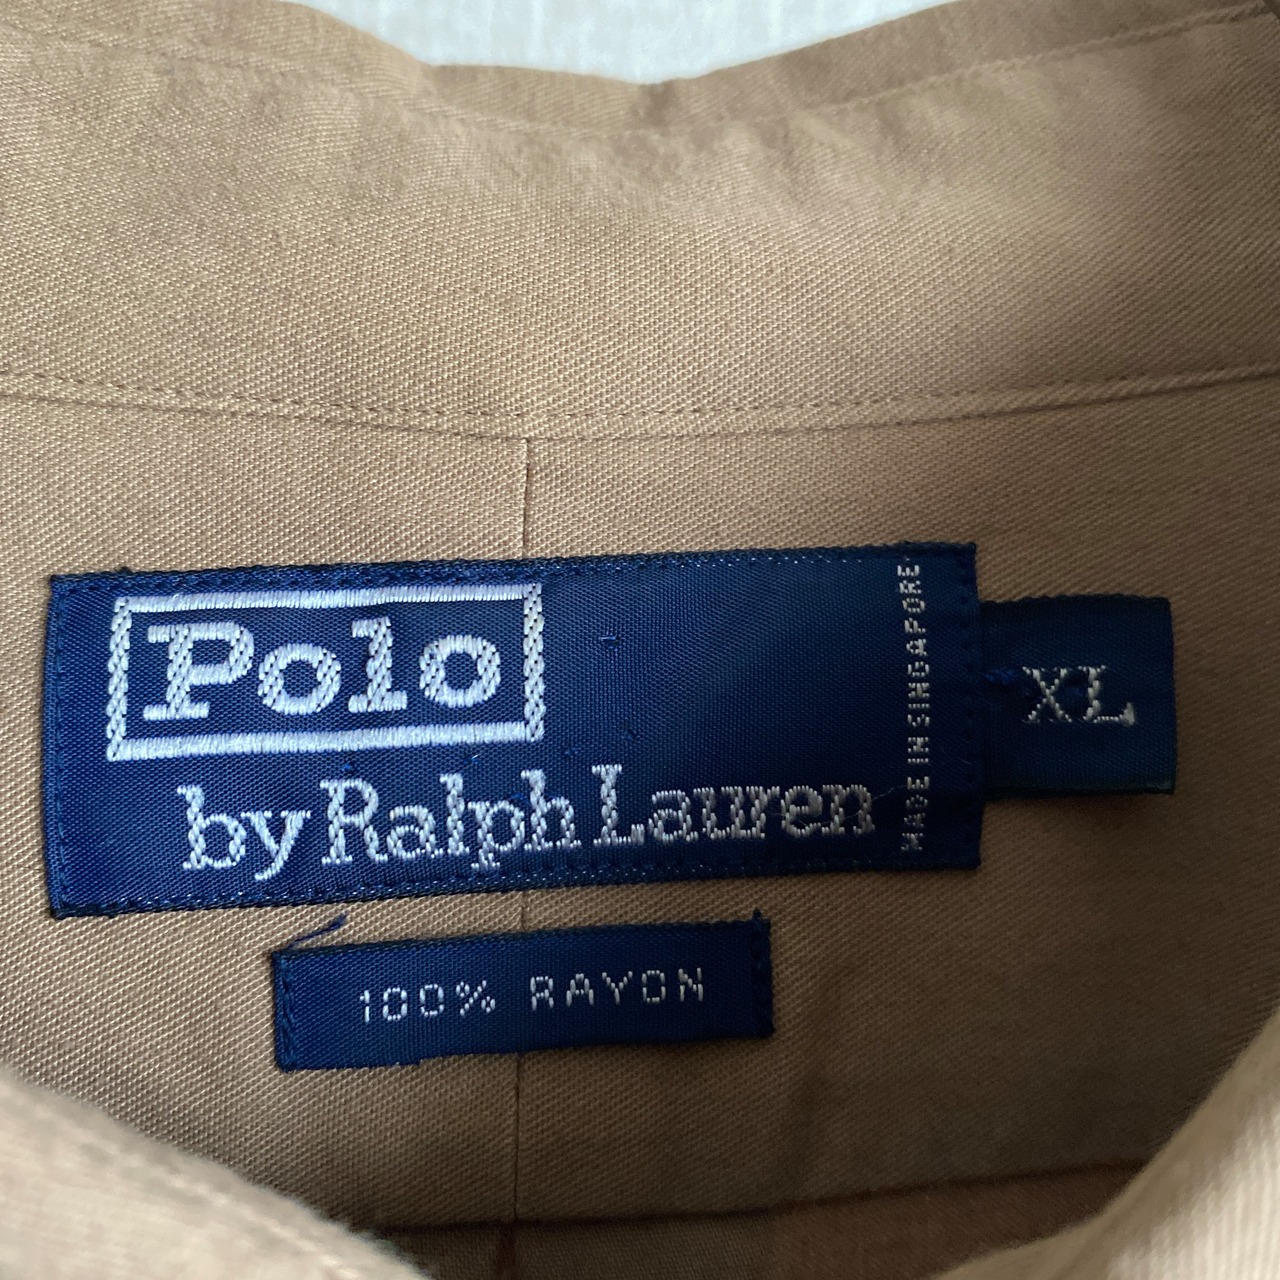 Polo
by Ralph Lauren
MADE IN SINGAPORE
XL
100% RAYON